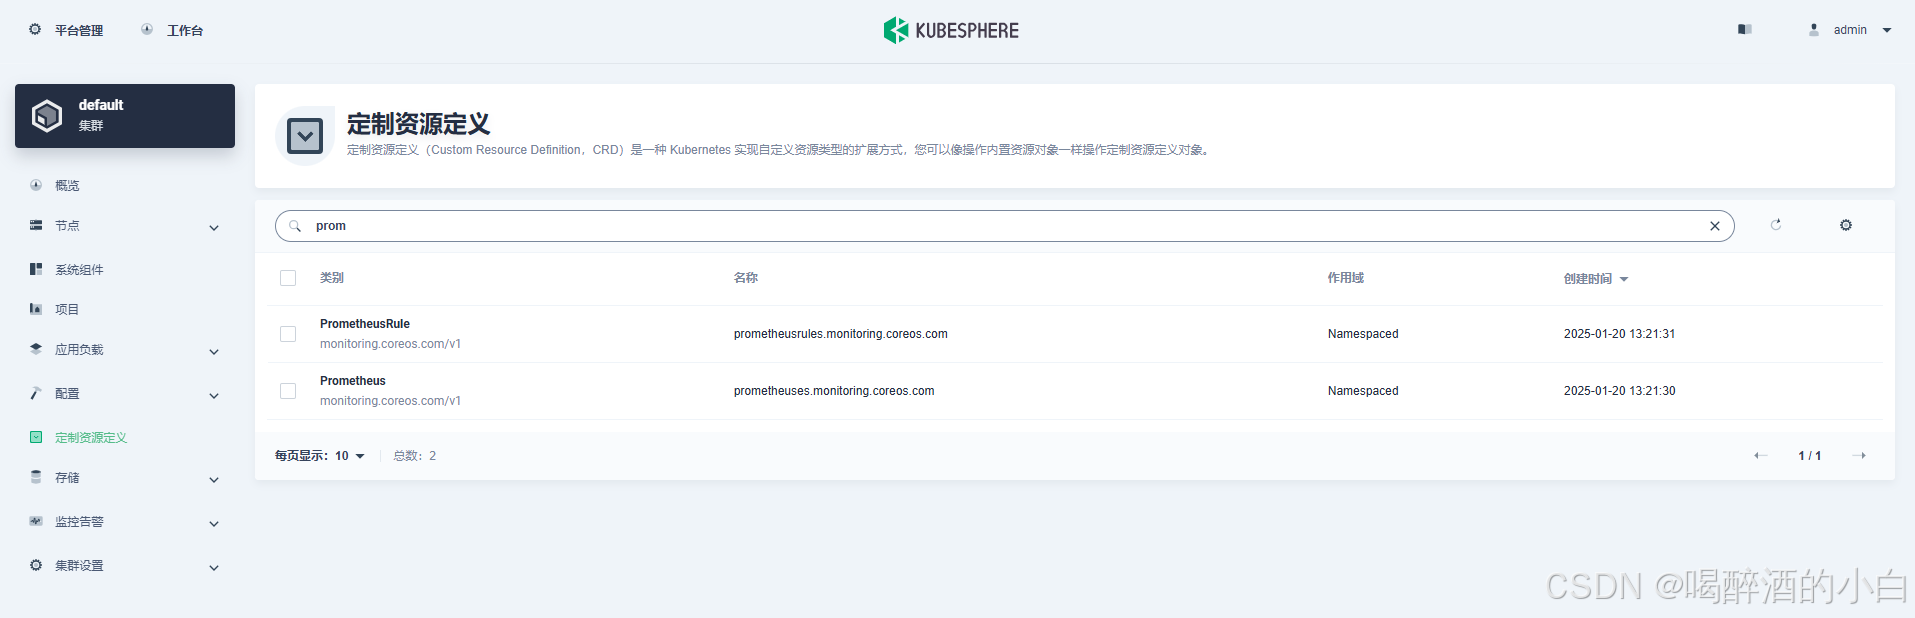 平台管理
工作台
KUBESPHERE
admin
default
集群
概览
节点
系统组件
项目
应用负载
配置
定制资源定义
存储
监控告警
集群设置
定制资源定义
定制资源定义（Custom Resource Definition，CRD）是一种 Kubernetes 实现自定义资源类型的扩展方式，您可以像操作内置资源对象一样操作定制资源定义对象。
prom
类别 名称 作用域 创建时间
PrometheusRule
monitoring.coreos.com/v1
prometheusrules.monitoring.coreos.com
Namespaced
2025-01-20 13:21:31
Prometheus
monitoring.coreos.com/v1
prometheuses.monitoring.coreos.com
Namespaced
2025-01-20 13:21:30
每页显示：10 总数：2
1 / 1
CSDN @喝醉酒的小白